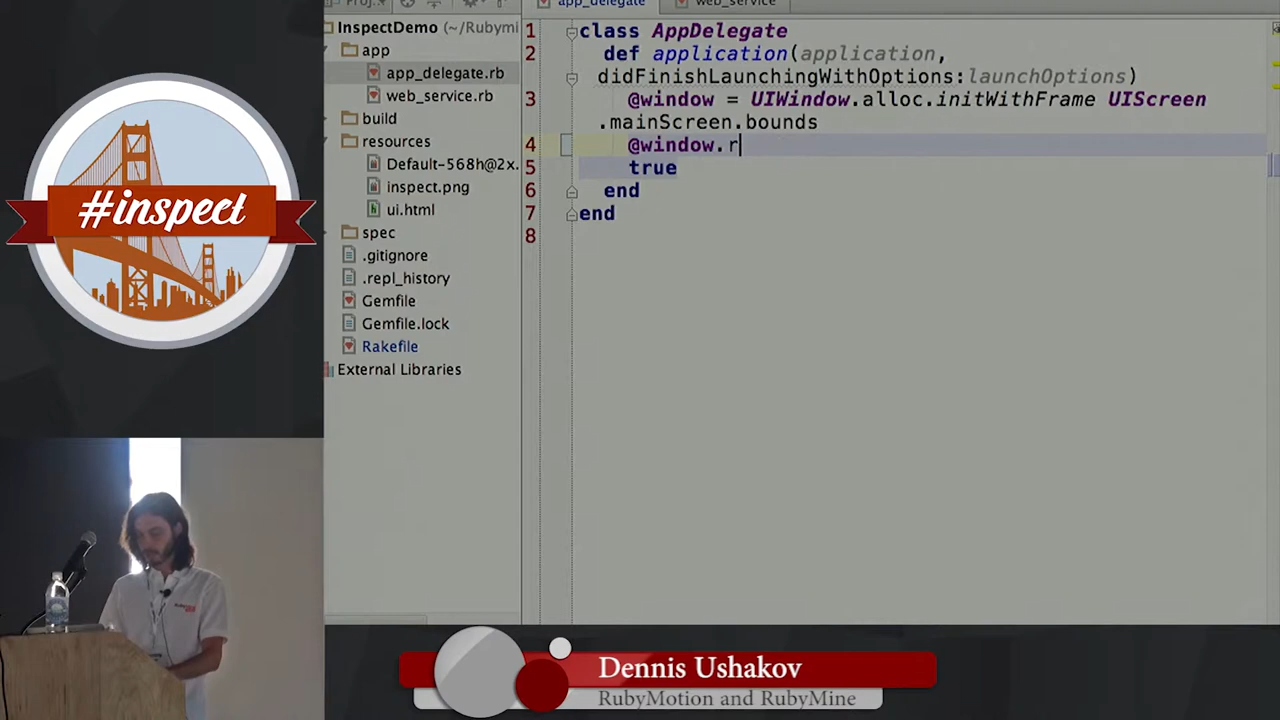 #inspect
Proj...
InspectDemo (~/Rubymi
app
app_delegate.rb
web_service.rb
build
resources
Default-568h@2x.
inspect.png
ui.html
spec
.gitignore
.repl_history
Gemfile
Gemfile.lock
Rakefile
External Libraries
app_delegate
web_service
1 class AppDelegate
2 def application(application,
didFinishLaunchingWithOptions:launchOptions)
3 @window = UIWindow.alloc.initWithFrame UIScreen
.mainScreen.bounds
4 @window.r
5 true
6 end
7 end
8
Dennis Ushakov
RubyMotion and RubyMine